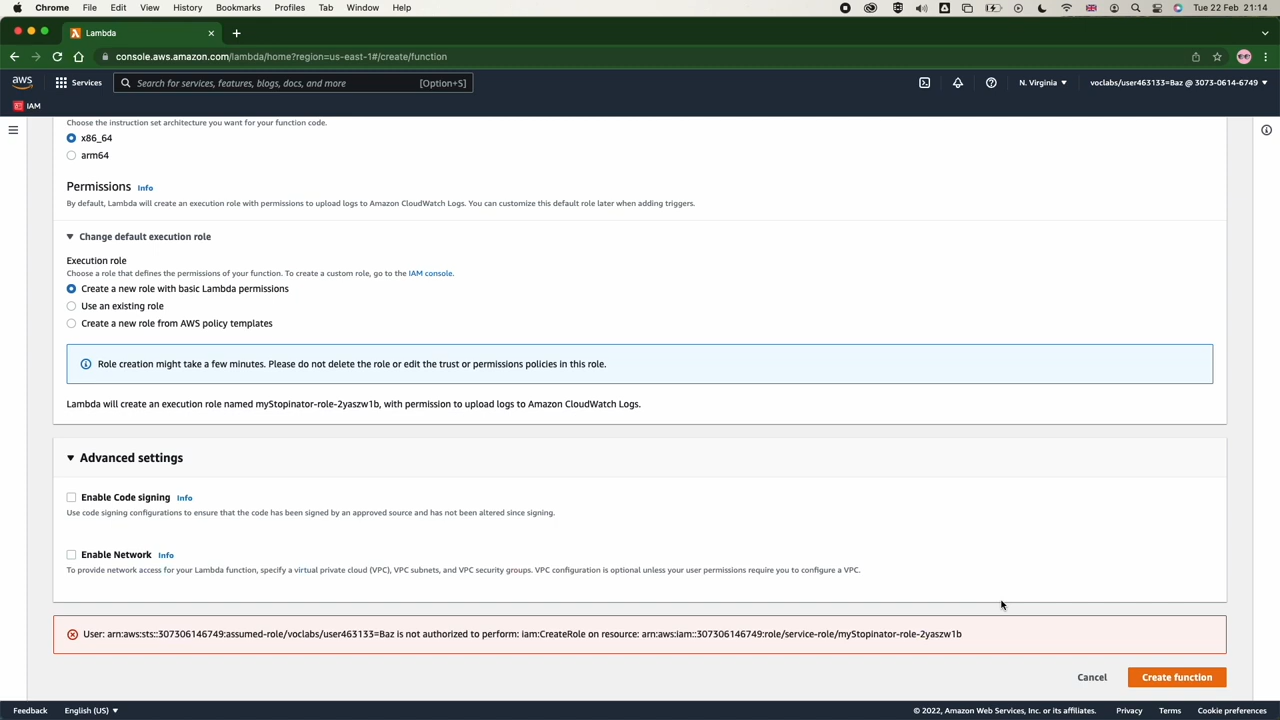 Chrome File Edit View History Bookmarks Profiles Tab Window Help Tue 22 Feb 21:14
Lambda
console.aws.amazon.com/lambda/home?region=us-east-1#/create/function
aws Services Search for services, features, blogs, docs, and more [Option+S] N. Virginia voclabs/user463133=Baz @ 3073-0614-6749
IAM
Choose the instruction set architecture you want for your function code.
x86_64
arm64
Permissions Info
By default, Lambda will create an execution role with permissions to upload logs to Amazon CloudWatch Logs. You can customize this default role later when adding triggers.
Change default execution role
Execution role
Choose a role that defines the permissions of your function. To create a custom role, go to the IAM console.
Create a new role with basic Lambda permissions
Use an existing role
Create a new role from AWS policy templates
Role creation might take a few minutes. Please do not delete the role or edit the trust or permissions policies in this role.
Lambda will create an execution role named myStopinator-role-2yaszw1b, with permission to upload logs to Amazon CloudWatch Logs.
Advanced settings
Enable Code signing Info
Use code signing configurations to ensure that the code has been signed by an approved source and has not been altered since signing.
Enable Network Info
To provide network access for your Lambda function, specify a virtual private cloud (VPC), VPC subnets, and VPC security groups. VPC configuration is optional unless your user permissions require you to configure a VPC.
User: arn:aws:sts::307306146749:assumed-role/voclabs/user463133=Baz is not authorized to perform: iam:CreateRole on resource: arn:aws:iam::307306146749:role/service-role/myStopinator-role-2yaszw1b
Cancel Create function
Feedback English (US) © 2022, Amazon Web Services, Inc. or its affiliates. Privacy Terms Cookie preferences